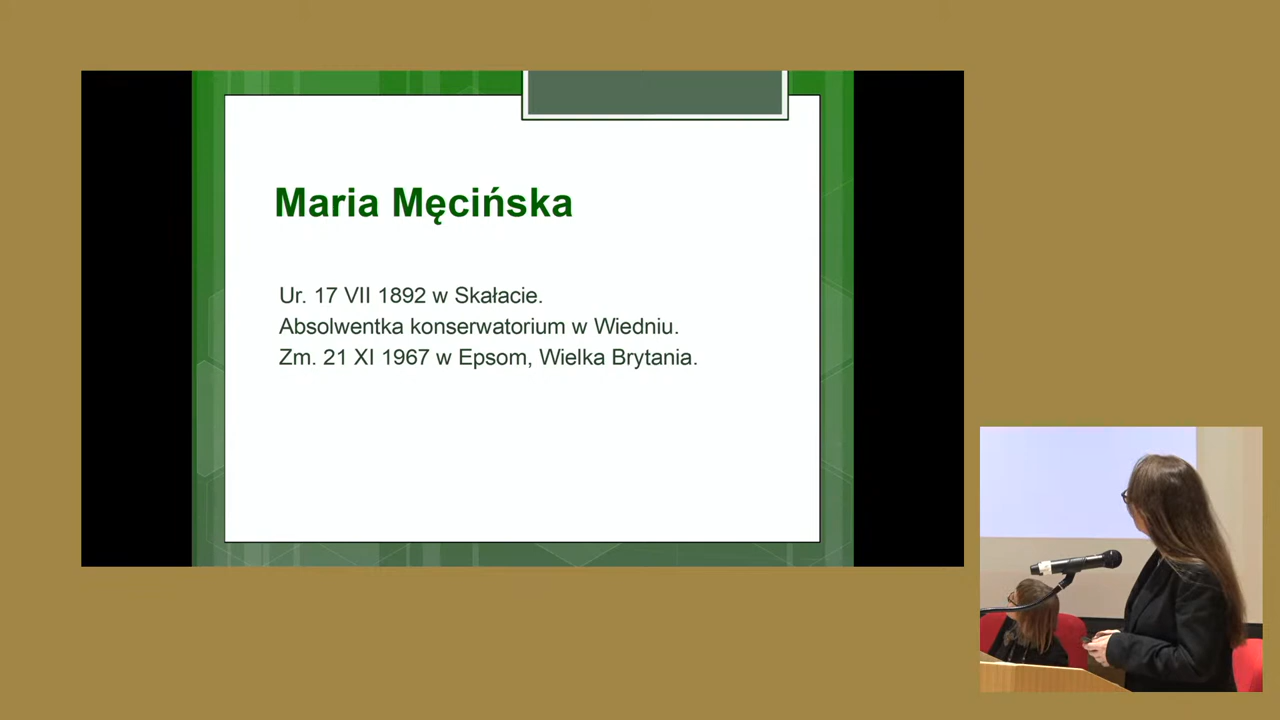 Maria Męcińska
Ur. 17 VII 1892 w Skałacie.
Absolwentka konserwatorium w Wiedniu.
Zm. 21 XI 1967 w Epsom, Wielka Brytania.